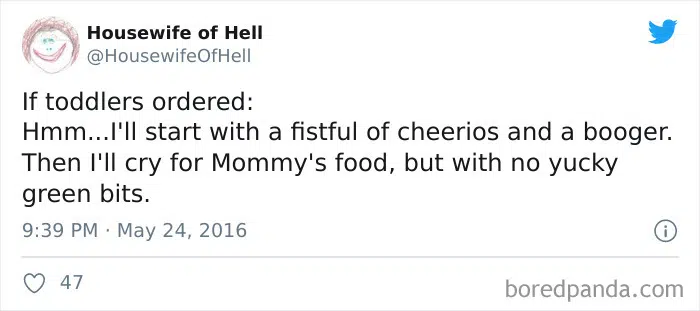 Housewife of Hell
@HousewifeOfHell
If toddlers ordered:
Hmm...I'll start with a fistful of cheerios and a booger.
Then I'll cry for Mommy's food, but with no yucky
green bits.
9:39 PM · May 24, 2016
47
boredpanda.com